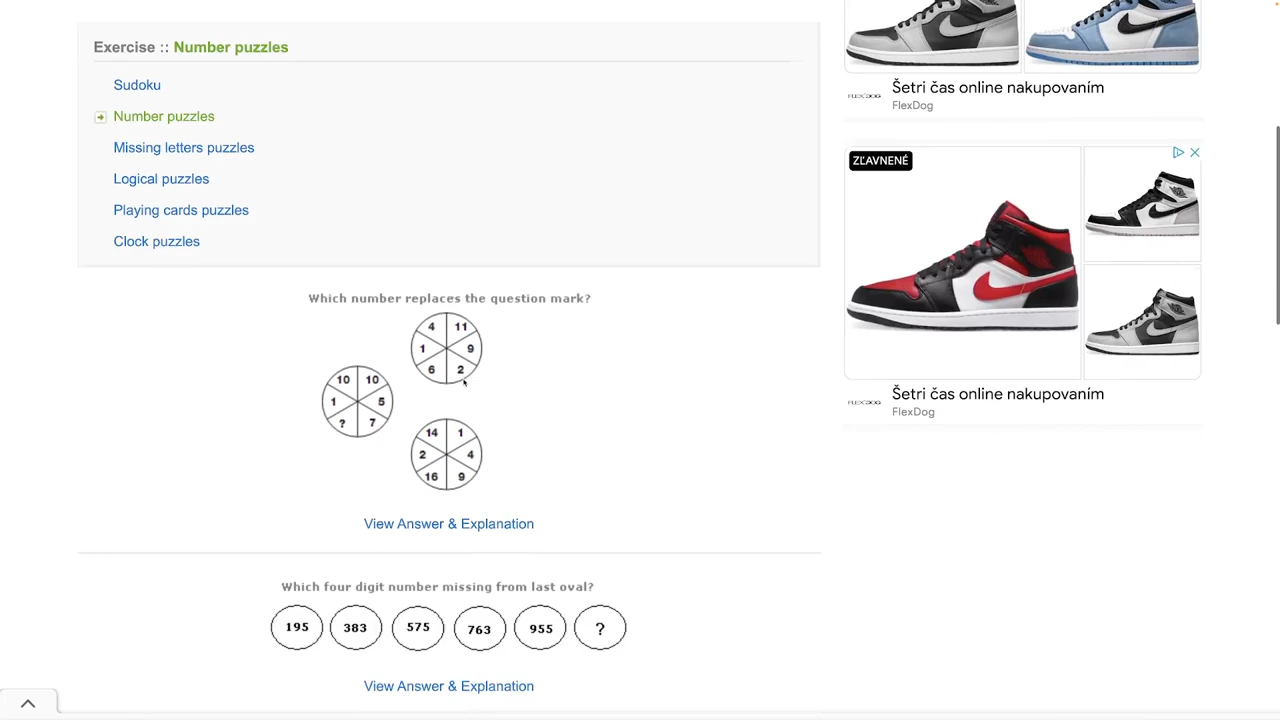 Exercise :: Number puzzles
Sudoku
Number puzzles
Missing letters puzzles
Logical puzzles
Playing cards puzzles
Clock puzzles
Which number replaces the question mark?
4 11
1 9
6 2
10 10
1 5
? 7
14 1
2 4
16 9
View Answer & Explanation
Which four digit number missing from last oval?
195 383 575 763 955 ?
View Answer & Explanation
Šetri čas online nakupovaním
FLEXDOG
FlexDog
ZĽAVNENÉ
Šetri čas online nakupovaním
FLEXDOG
FlexDog